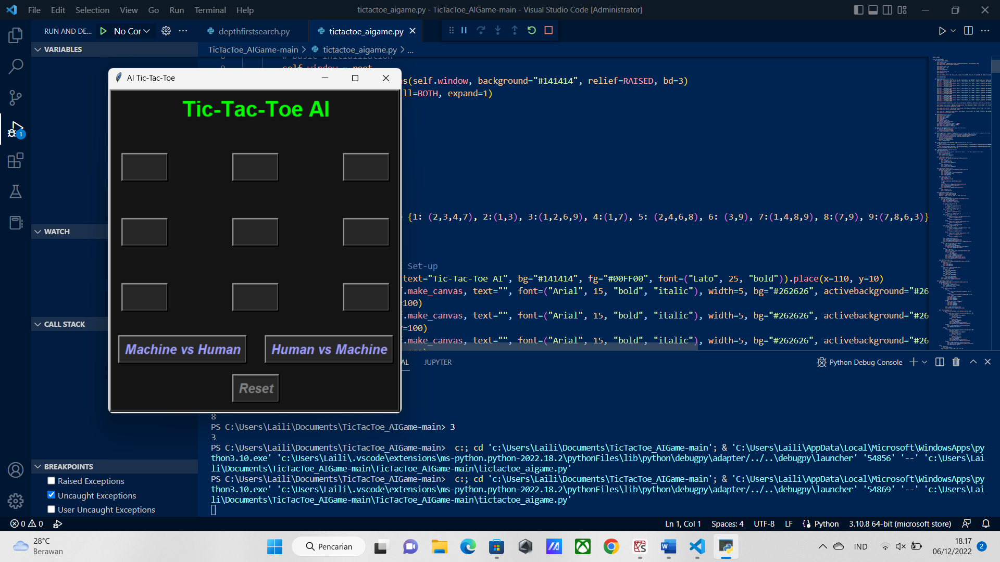 File Edit Selection View Go Run Terminal Help
tictactoe_aigame.py - TicTacToe_AIGame-main - Visual Studio Code [Administrator]
RUN AND DE... No Cor
depthfirstsearch.py
tictactoe_aigame.py
VARIABLES
TicTacToe_AIGame-main > tictactoe_aigame.py > ...
AI Tic-Tac-Toe
Tic-Tac-Toe AI
Machine vs Human
Human vs Machine
Reset
s(self.window, background="#141414", relief=RAISED, bd=3)
ll=BOTH, expand=1)
{1: (2,3,4,7), 2:(1,3), 3:(1,2,6,9), 4:(1,7), 5: (2,4,6,8), 6: (3,9), 7:(1,4,8,9), 8:(7,9), 9:(7,8,6,3)}
Set-up
text="Tic-Tac-Toe AI", bg="#141414", fg="#00FF00", font=("Lato", 25, "bold")).place(x=110, y=10)
f.make_canvas, text="", font=("Arial", 15, "bold", "italic"), width=5, bg="#262626", activebackground="#26
=100)
f.make_canvas, text="", font=("Arial", 15, "bold", "italic"), width=5, bg="#262626", activebackground="#26
=100)
f.make_canvas, text="", font=("Arial", 15, "bold", "italic"), width=5, bg="#262626", activebackground="#26
WATCH
CALL STACK
BREAKPOINTS
Raised Exceptions
Uncaught Exceptions
User Uncaught Exceptions
AL JUPYTER
Python Debug Console
8
PS C:\Users\Laili\Documents\TicTacToe_AIGame-main> 3
3
PS C:\Users\Laili\Documents\TicTacToe_AIGame-main>  c:; cd 'c:\Users\Laili\Documents\TicTacToe_AIGame-main'; & 'C:\Users\Laili\AppData\Local\Microsoft\WindowsApps\py
thon3.10.exe' 'c:\Users\Laili\.vscode\extensions\ms-python.python-2022.18.2\pythonFiles\lib\python\debugpy\adapter/../..\debugpy\launcher' '54856' '--' 'c:\Users\Lai
li\Documents\TicTacToe_AIGame-main\TicTacToe_AIGame-main\tictactoe_aigame.py'
PS C:\Users\Laili\Documents\TicTacToe_AIGame-main>  c:; cd 'c:\Users\Laili\Documents\TicTacToe_AIGame-main'; & 'C:\Users\Laili\AppData\Local\Microsoft\WindowsApps\py
thon3.10.exe' 'c:\Users\Laili\.vscode\extensions\ms-python.python-2022.18.2\pythonFiles\lib\python\debugpy\adapter/../..\debugpy\launcher' '54869' '--' 'c:\Users\Lai
li\Documents\TicTacToe_AIGame-main\TicTacToe_AIGame-main\tictactoe_aigame.py'
0 0
Ln 1, Col 1 Spaces: 4 UTF-8 LF Python 3.10.8 64-bit (microsoft store)
28°C
Berawan
Pencarian
IND
18.17
06/12/2022
2
1